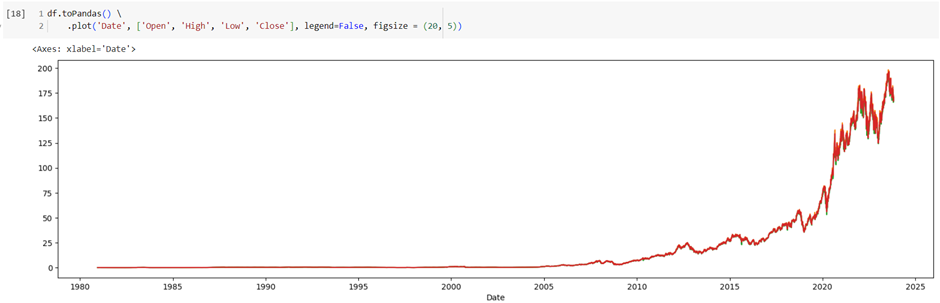 [18] 1 df.toPandas() \
2 .plot('Date', ['Open', 'High', 'Low', 'Close'], legend=False, figsize = (20, 5))
<Axes: xlabel='Date'>
200
175
150
125
100
75
50
25
0
1980 1985 1990 1995 2000 2005 2010 2015 2020 2025
Date